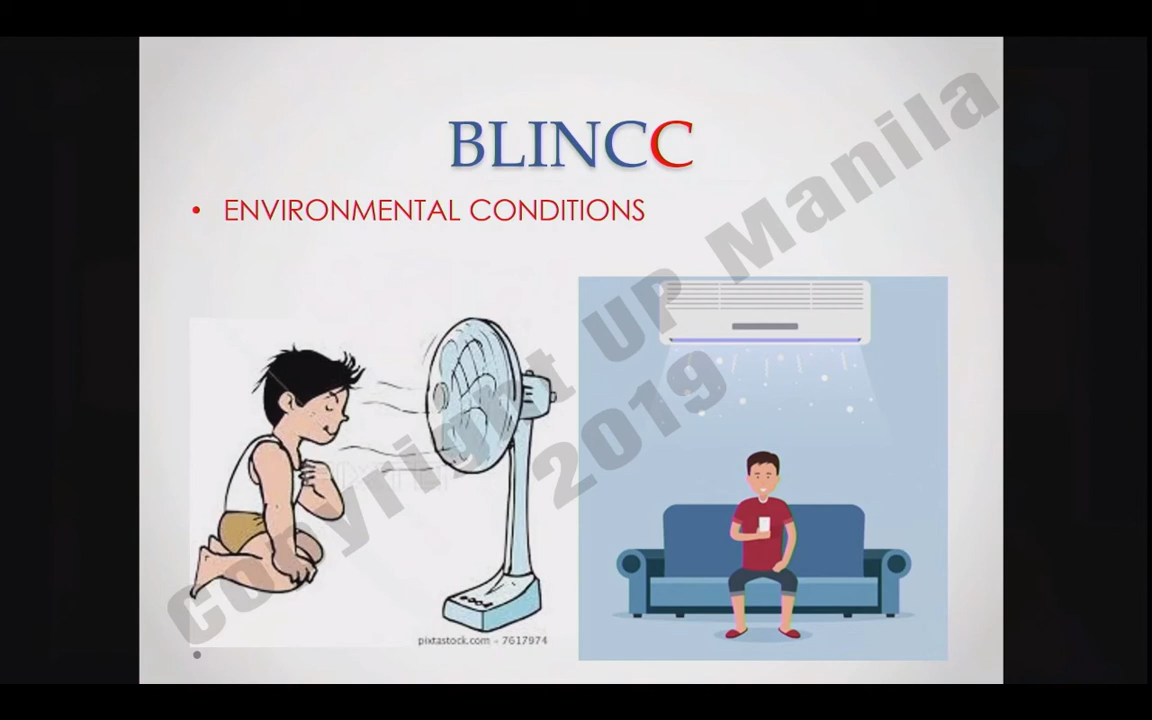 BLINCC
• ENVIRONMENTAL CONDITIONS
Copyright UP Manila
2019
pixtastock.com - 7617974